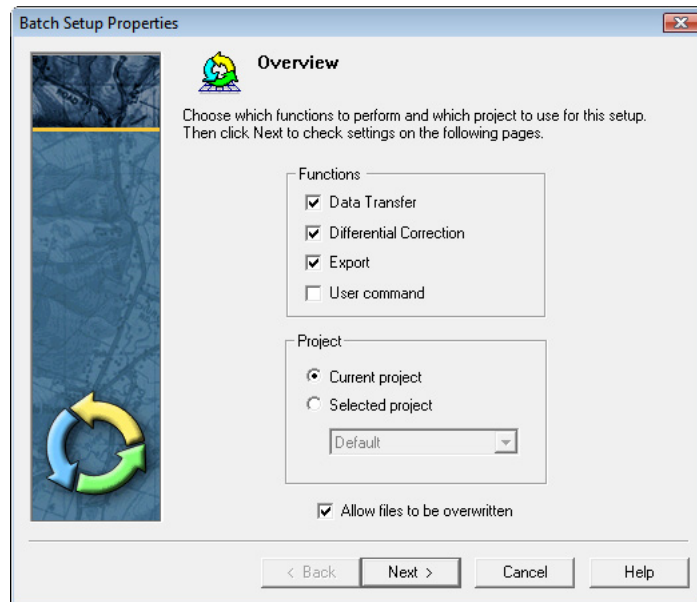 Batch Setup Properties
Overview
Choose which functions to perform and which project to use for this setup.
Then click Next to check settings on the following pages.
Functions
Data Transfer
Differential Correction
Export
User command
Project
Current project
Selected project
Default
Allow files to be overwritten
< Back
Next >
Cancel
Help